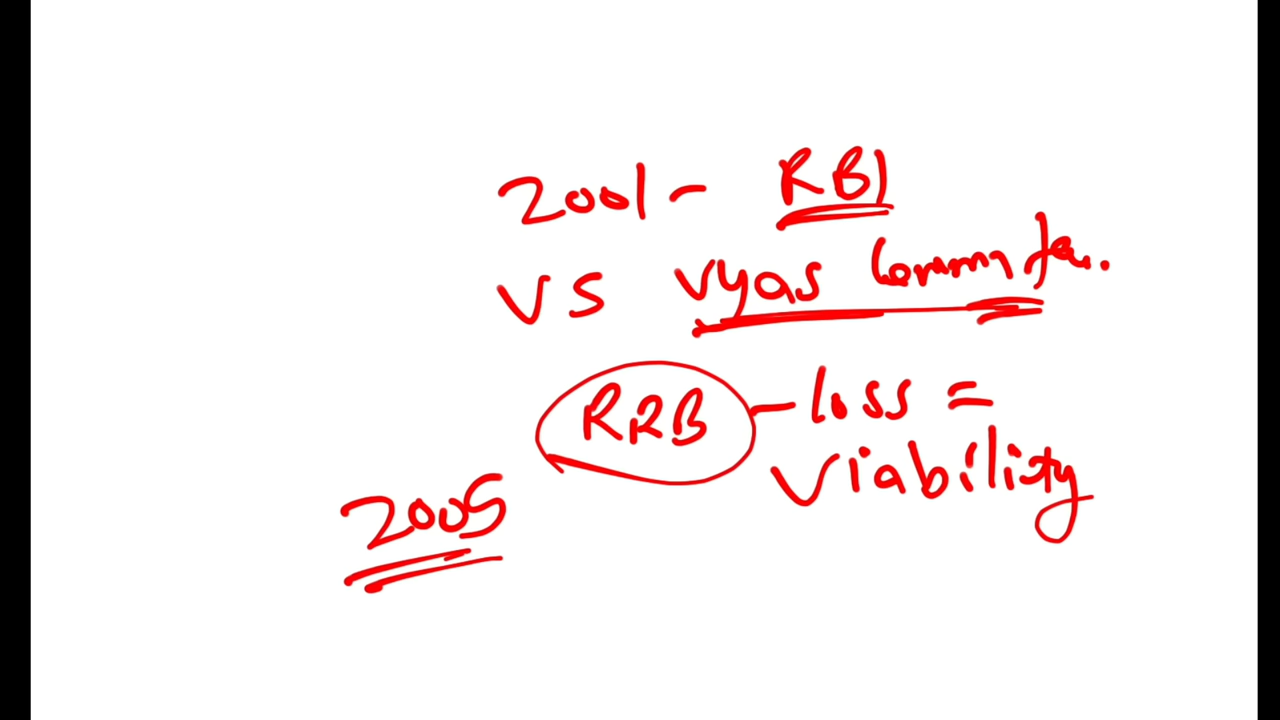 2001 - RBI
VS Vyas Committee.
RRB - loss =
viability
2005